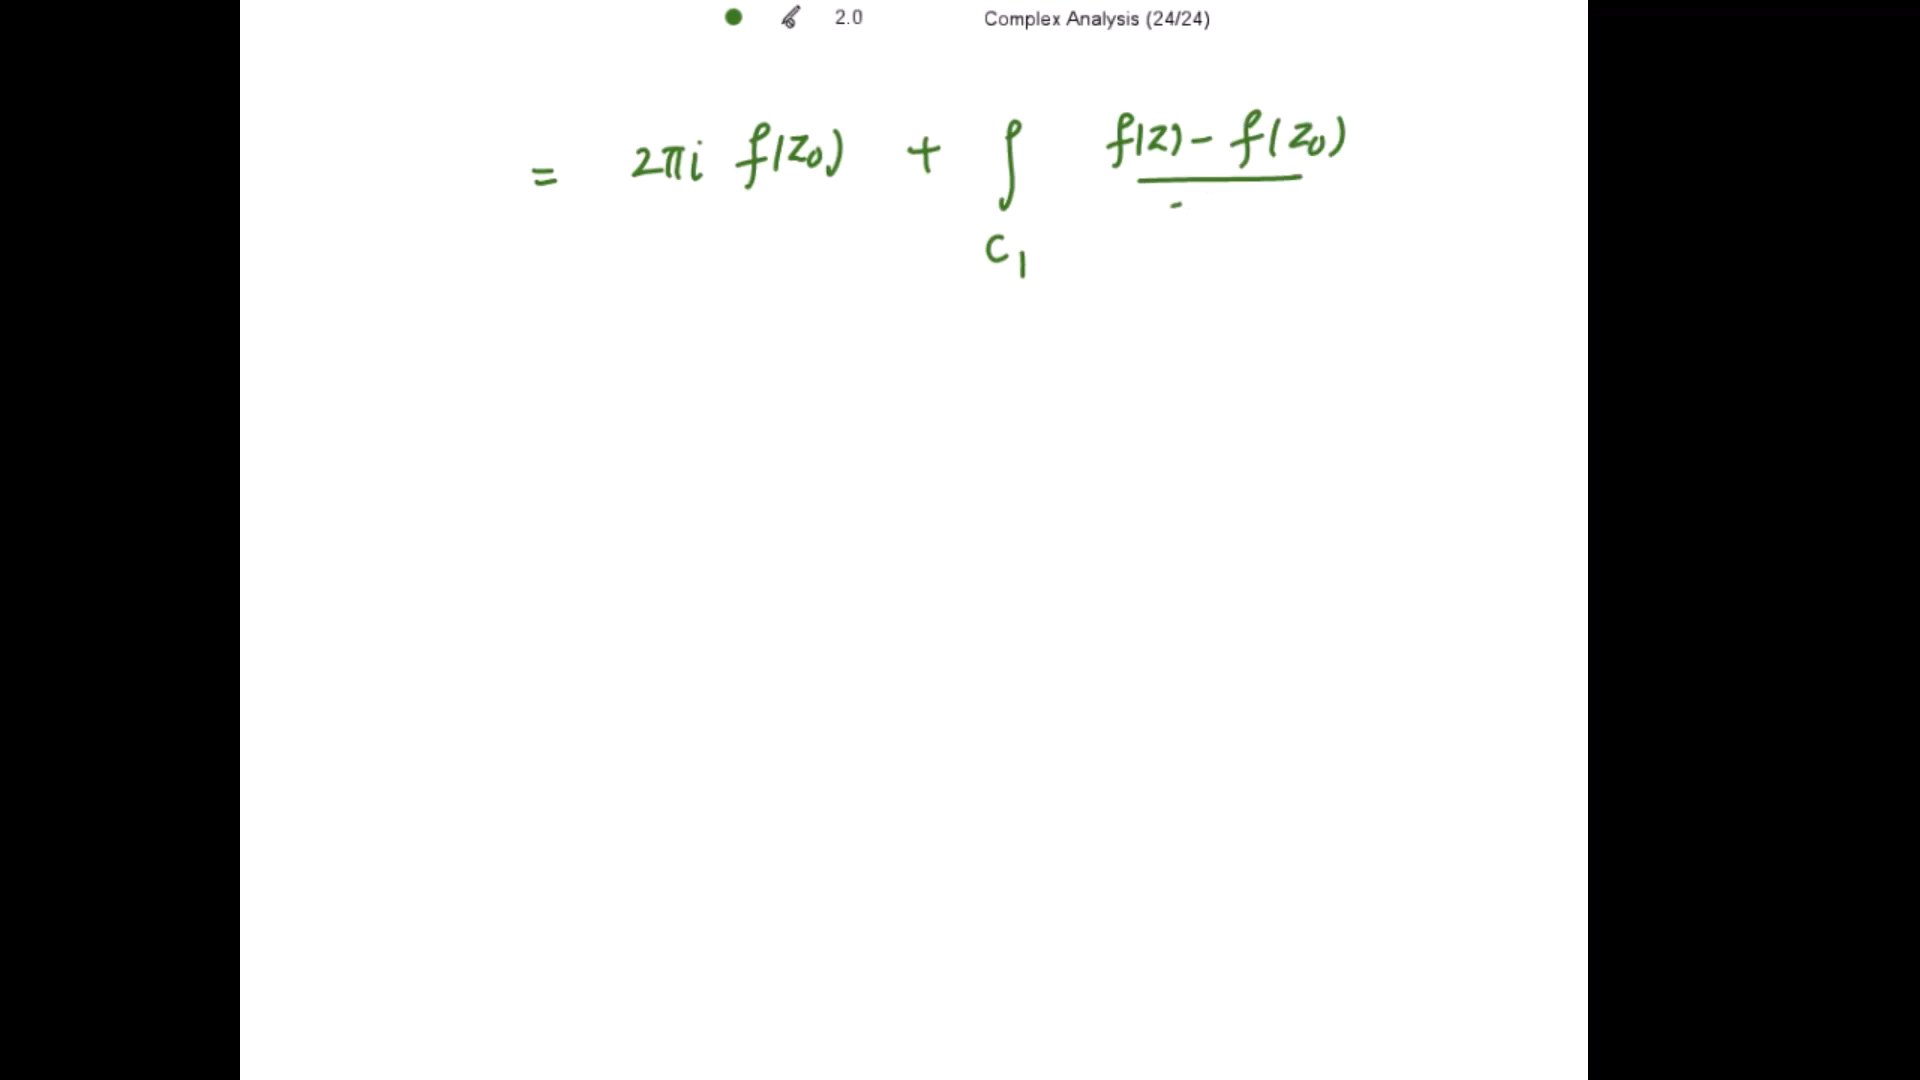 2.0 Complex Analysis (24/24)
= 2πi f(z₀) + ∫ f(z) - f(z₀)
C₁